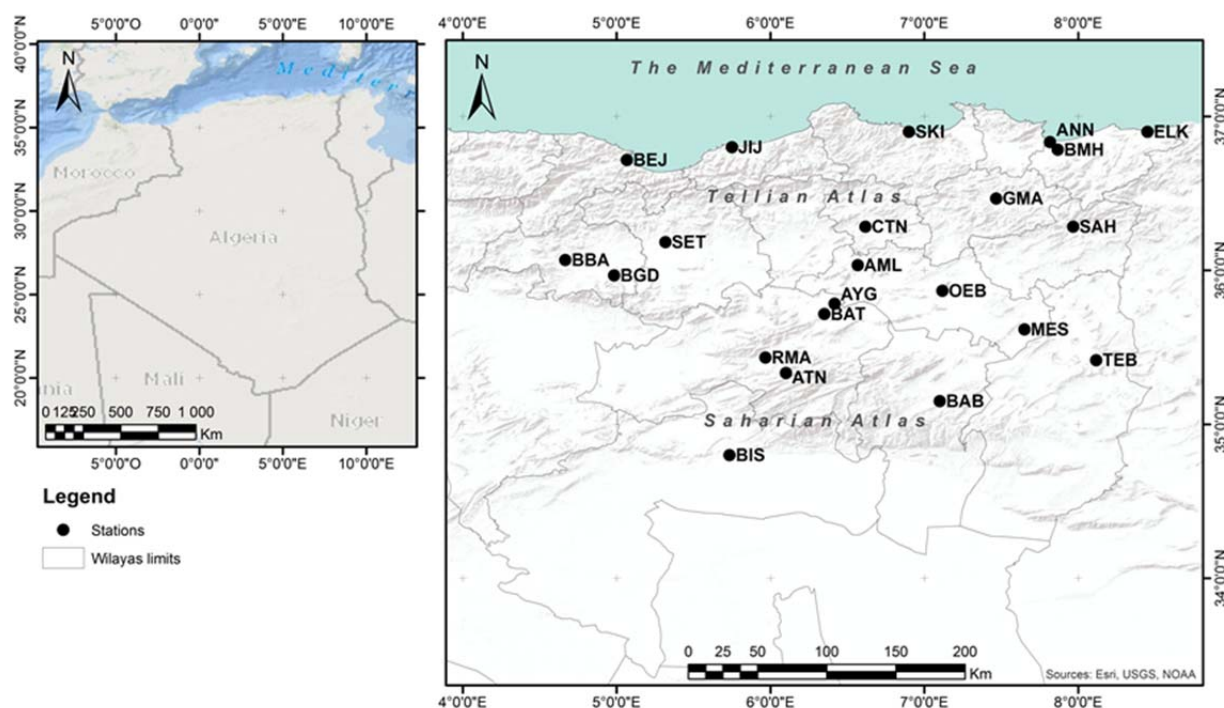 5°0'0"O 0°0'0" 5°0'0"E 10°0'0"E
40°0'0"N
35°0'0"N
30°0'0"N
25°0'0"N
20°0'0"N
N
Mediterr
Morocco
Algeria
Mali
nia
Niger
0 125 250 500 750 1 000
Km
5°0'0"O 0°0'0" 5°0'0"E 10°0'0"E
Legend
Stations
Wilayas limits
4°0'0"E 5°0'0"E 6°0'0"E 7°0'0"E 8°0'0"E
N
The Mediterranean Sea
SKI
ANN
ELK
BMH
JIJ
BEJ
Tellian Atlas
GMA
CTN
SAH
SET
BBA
AML
BGD
OEB
AYG
BAT
MES
RMA
TEB
ATN
BAB
Saharian Atlas
BIS
37°0'0"N
36°0'0"N
35°0'0"N
34°0'0"N
0 25 50 100 150 200
Km
Sources: Esri, USGS, NOAA
4°0'0"E 5°0'0"E 6°0'0"E 7°0'0"E 8°0'0"E